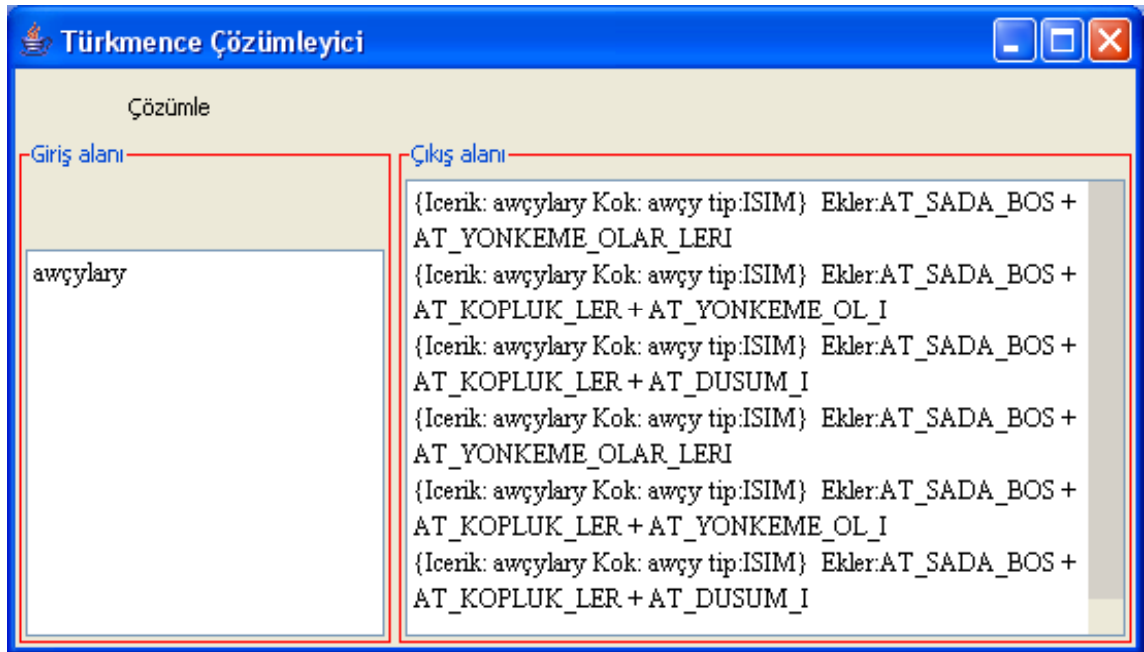 Türkmence Çözümleyici
Çözümle
Giriş alanı
awçylary
Çıkış alanı
{Icerik: awçylary Kok: awçy tip:ISIM}  Ekler:AT_SADA_BOS +
AT_YONKEME_OLAR_LERI
{Icerik: awçylary Kok: awçy tip:ISIM}  Ekler:AT_SADA_BOS +
AT_KOPLUK_LER + AT_YONKEME_OL_I
{Icerik: awçylary Kok: awçy tip:ISIM}  Ekler:AT_SADA_BOS +
AT_KOPLUK_LER + AT_DUSUM_I
{Icerik: awçylary Kok: awçy tip:ISIM}  Ekler:AT_SADA_BOS +
AT_YONKEME_OLAR_LERI
{Icerik: awçylary Kok: awçy tip:ISIM}  Ekler:AT_SADA_BOS +
AT_KOPLUK_LER + AT_YONKEME_OL_I
{Icerik: awçylary Kok: awçy tip:ISIM}  Ekler:AT_SADA_BOS +
AT_KOPLUK_LER + AT_DUSUM_I